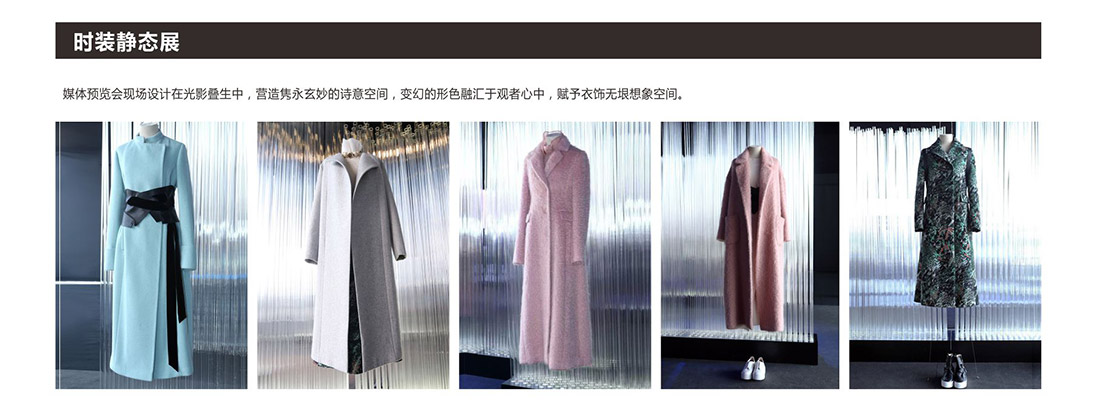 时装静态展
媒体预览会现场设计在光影叠生中，营造隽永玄妙的诗意空间，变幻的形色融汇于观者心中，赋予衣饰无垠想象空间。